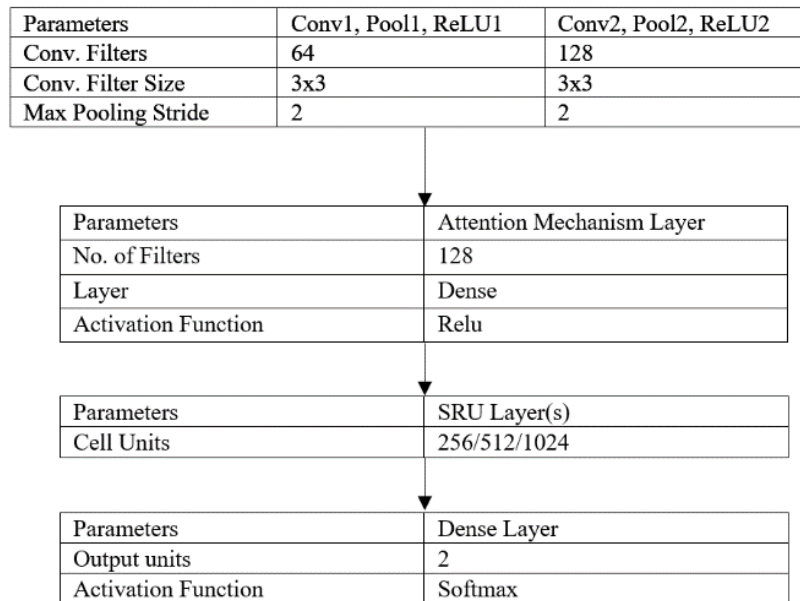 Parameters Conv1, Pool1, ReLU1 Conv2, Pool2, ReLU2
Conv. Filters 64 128
Conv. Filter Size 3x3 3x3
Max Pooling Stride 2 2
Parameters Attention Mechanism Layer
No. of Filters 128
Layer Dense
Activation Function Relu
Parameters SRU Layer(s)
Cell Units 256/512/1024
Parameters Dense Layer
Output units 2
Activation Function Softmax